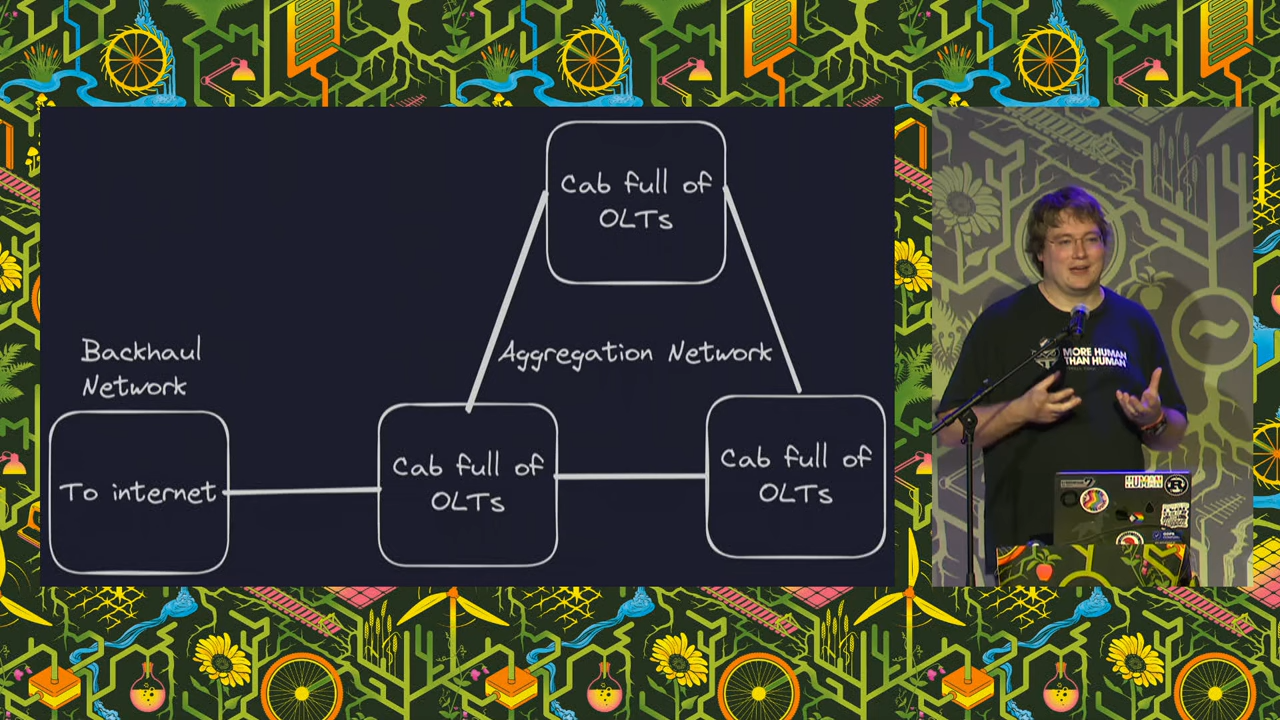 Cab full of
OLTs
Backhaul
Network
Aggregation Network
To internet
Cab full of
OLTs
Cab full of
OLTs
MORE HUMAN
THAN HUMAN
HUMAN